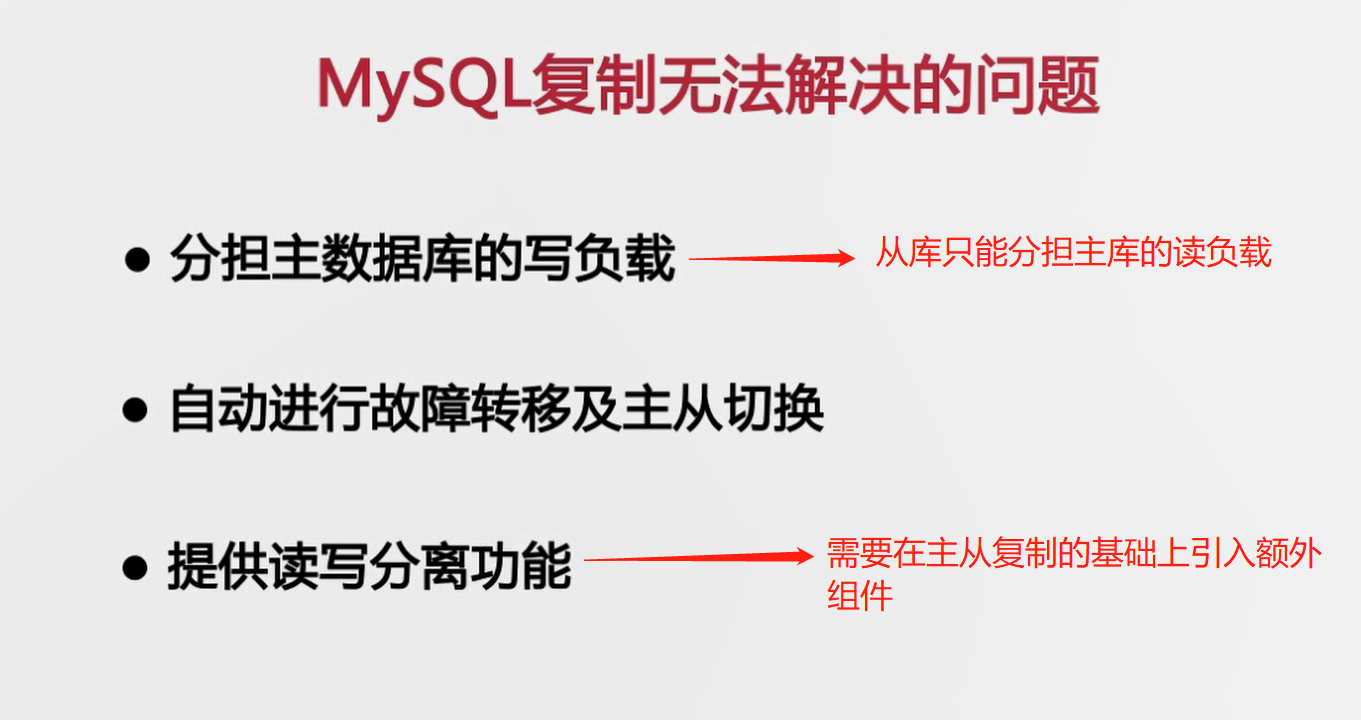 MySQL复制无法解决的问题
● 分担主数据库的写负载
从库只能分担主库的读负载
● 自动进行故障转移及主从切换
● 提供读写分离功能
需要在主从复制的基础上引入额外
组件